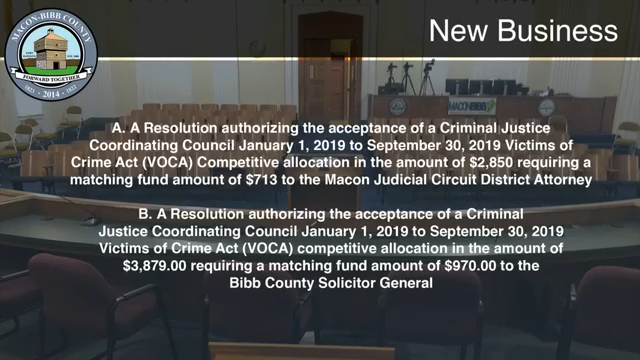 New Business
MACON-BIBB COUNTY
FORWARD TOGETHER
1823 • 2014 • 1822
A. A Resolution authorizing the acceptance of a Criminal Justice
Coordinating Council January 1, 2019 to September 30, 2019 Victims of
Crime Act (VOCA) Competitive allocation in the amount of $2,850 requiring a
matching fund amount of $713 to the Macon Judicial Circuit District Attorney
B. A Resolution authorizing the acceptance of a Criminal
Justice Coordinating Council January 1, 2019 to September 30, 2019
Victims of Crime Act (VOCA) competitive allocation in the amount of
$3,879.00 requiring a matching fund amount of $970.00 to the
Bibb County Solicitor General
MACONBIBB